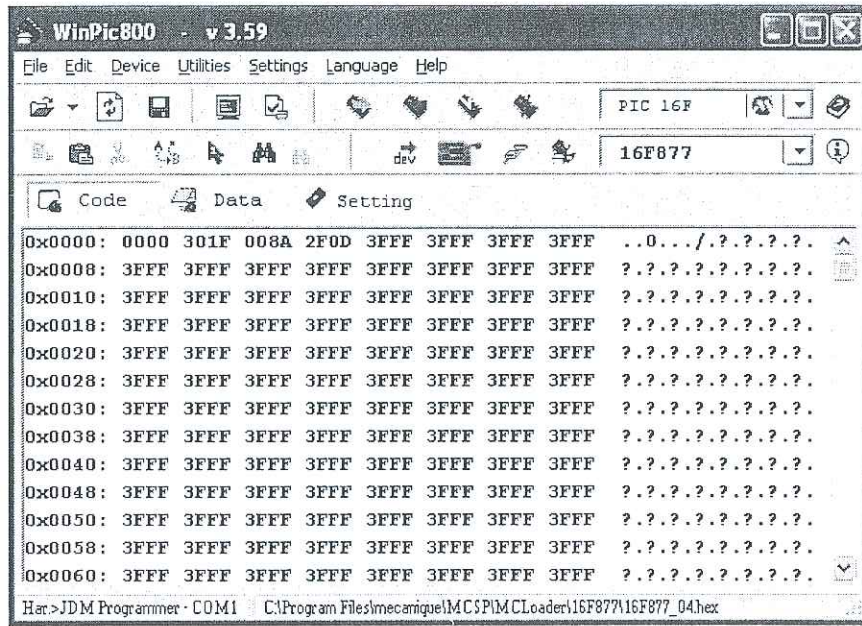 WinPic800 - v 3.59
File Edit Device Utilities Settings Language Help
PIC 16F
dev 16F877
Code Data Setting
0x0000: 0000 301F 008A 2F0D 3FFF 3FFF 3FFF 3FFF ..0.../.?.?.?.?.
0x0008: 3FFF 3FFF 3FFF 3FFF 3FFF 3FFF 3FFF 3FFF ?.?.?.?.?.?.?.?.
0x0010: 3FFF 3FFF 3FFF 3FFF 3FFF 3FFF 3FFF 3FFF ?.?.?.?.?.?.?.?.
0x0018: 3FFF 3FFF 3FFF 3FFF 3FFF 3FFF 3FFF 3FFF ?.?.?.?.?.?.?.?.
0x0020: 3FFF 3FFF 3FFF 3FFF 3FFF 3FFF 3FFF 3FFF ?.?.?.?.?.?.?.?.
0x0028: 3FFF 3FFF 3FFF 3FFF 3FFF 3FFF 3FFF 3FFF ?.?.?.?.?.?.?.?.
0x0030: 3FFF 3FFF 3FFF 3FFF 3FFF 3FFF 3FFF 3FFF ?.?.?.?.?.?.?.?.
0x0038: 3FFF 3FFF 3FFF 3FFF 3FFF 3FFF 3FFF 3FFF ?.?.?.?.?.?.?.?.
0x0040: 3FFF 3FFF 3FFF 3FFF 3FFF 3FFF 3FFF 3FFF ?.?.?.?.?.?.?.?.
0x0048: 3FFF 3FFF 3FFF 3FFF 3FFF 3FFF 3FFF 3FFF ?.?.?.?.?.?.?.?.
0x0050: 3FFF 3FFF 3FFF 3FFF 3FFF 3FFF 3FFF 3FFF ?.?.?.?.?.?.?.?.
0x0058: 3FFF 3FFF 3FFF 3FFF 3FFF 3FFF 3FFF 3FFF ?.?.?.?.?.?.?.?.
0x0060: 3FFF 3FFF 3FFF 3FFF 3FFF 3FFF 3FFF 3FFF ?.?.?.?.?.?.?.?.
Har.>JDM Programmer - COM1 C:\Program Files\mecanique\MCSP\MCLoader\16F877\16F877_04.hex